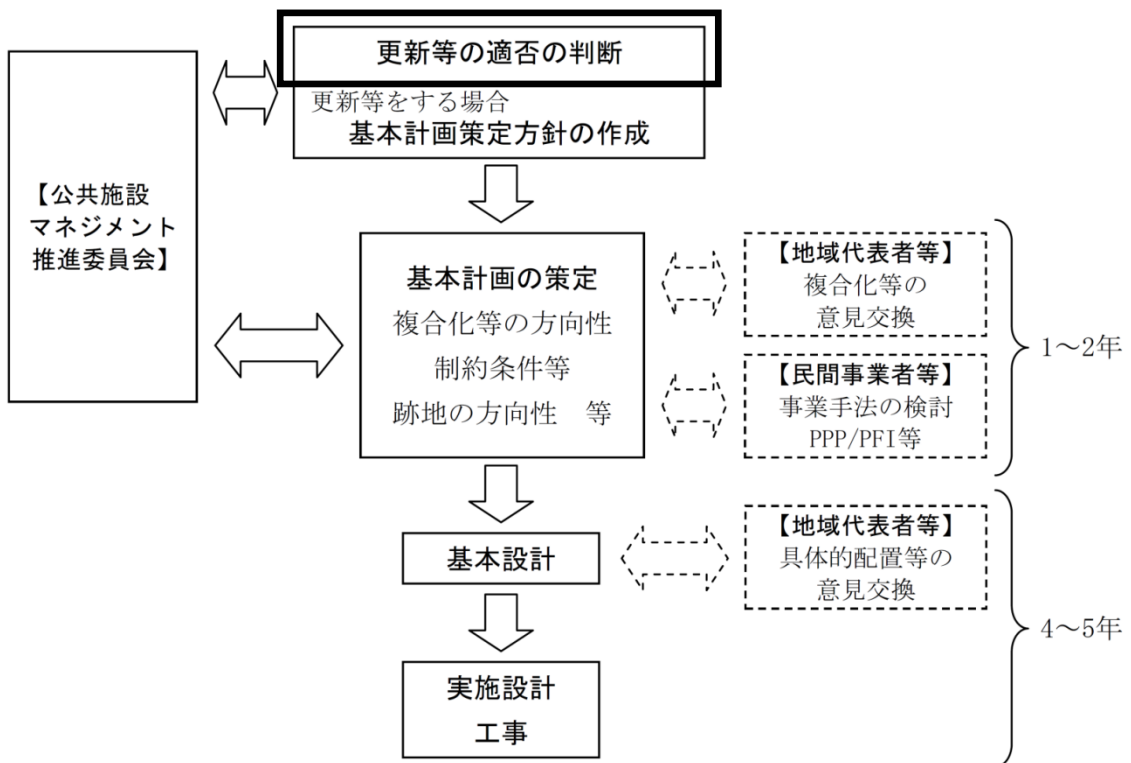 更新等の適否の判断
更新等をする場合
基本計画策定方針の作成
【公共施設
マネジメント
推進委員会】
基本計画の策定
複合化等の方向性
制約条件等
跡地の方向性　等
【地域代表者等】
複合化等の
意見交換
【民間事業者等】
事業手法の検討
PPP/PFI等
1～2年
基本設計
【地域代表者等】
具体的配置等の
意見交換
4～5年
実施設計
工事